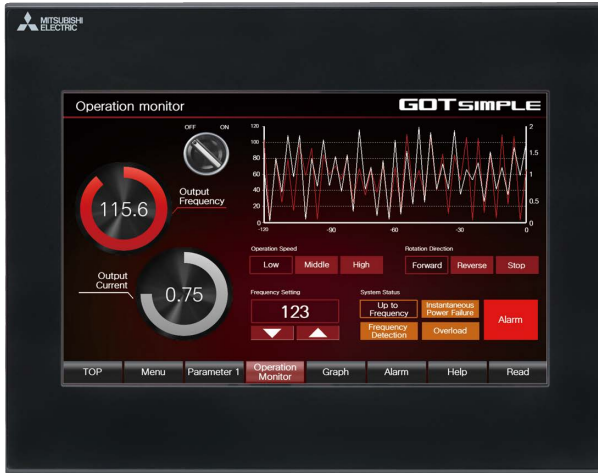 MITSUBISHI
ELECTRIC
Operation monitor
GOT SIMPLE
OFF ON
115.6
Output
Frequency
Output
Current
0.75
120
100
80
60
40
20
0
2
1.5
1
0.5
0
-120 -90 -60 -30 0
Operation Speed
Low Middle High
Rotation Direction
Forward Reverse Stop
Frequency Setting
123
System Status
Up to
Frequency
Instantaneous
Power Failure
Frequency
Detection
Overload
Alarm
TOP
Menu
Parameter 1
Operation
Monitor
Graph
Alarm
Help
Read